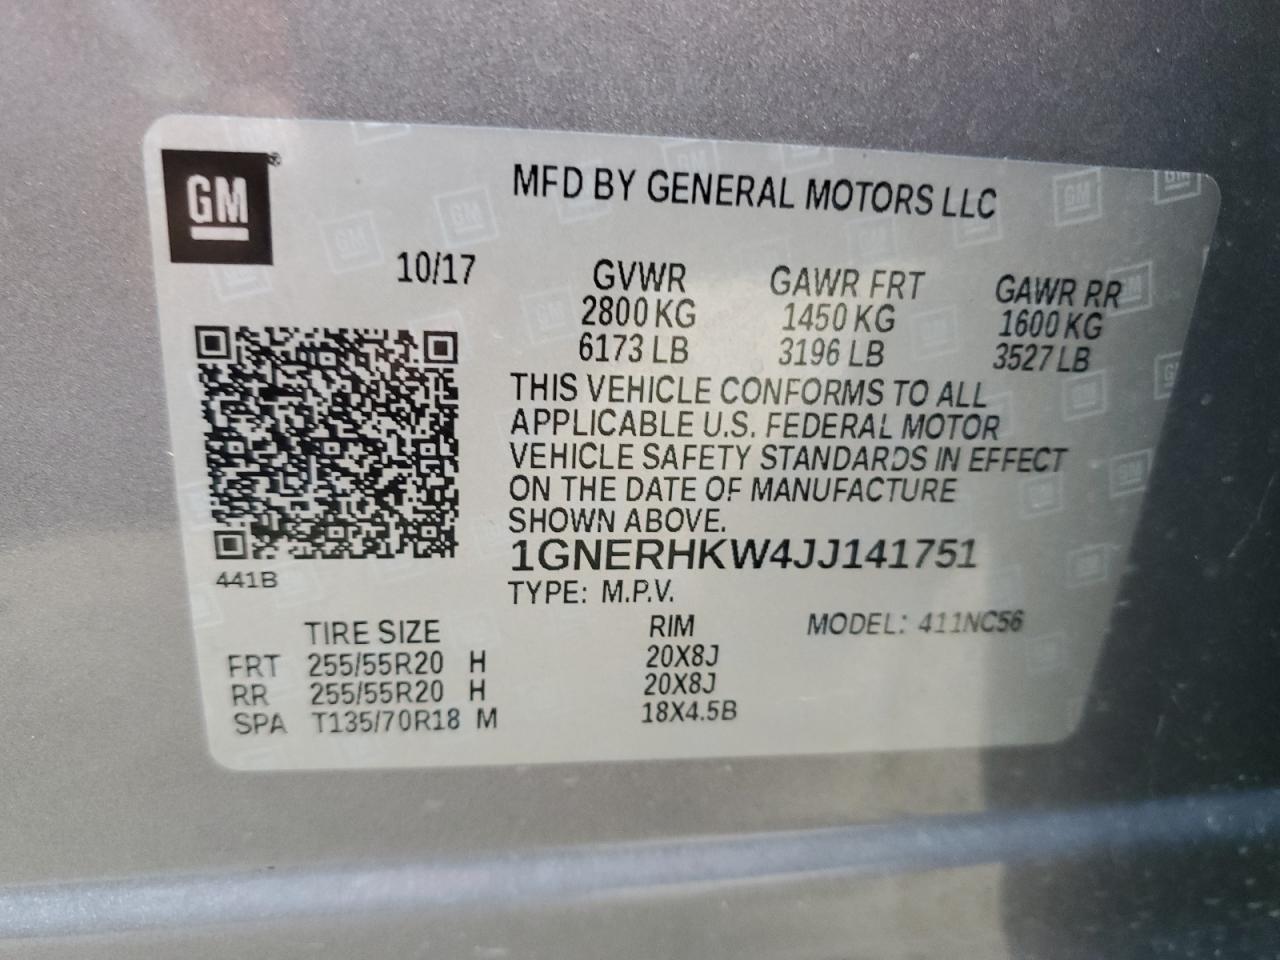 GM
MFD BY GENERAL MOTORS LLC
10/17
GVWR GAWR FRT GAWR RR
2800 KG 1450 KG 1600 KG
6173 LB 3196 LB 3527 LB
THIS VEHICLE CONFORMS TO ALL
APPLICABLE U.S. FEDERAL MOTOR
VEHICLE SAFETY STANDARDS IN EFFECT
ON THE DATE OF MANUFACTURE
SHOWN ABOVE.
1GNERHKW4JJ141751
441B
TYPE: M.P.V.
TIRE SIZE RIM MODEL: 411NC56
FRT 255/55R20 H 20X8J
RR 255/55R20 H 20X8J
SPA T135/70R18 M 18X4.5B